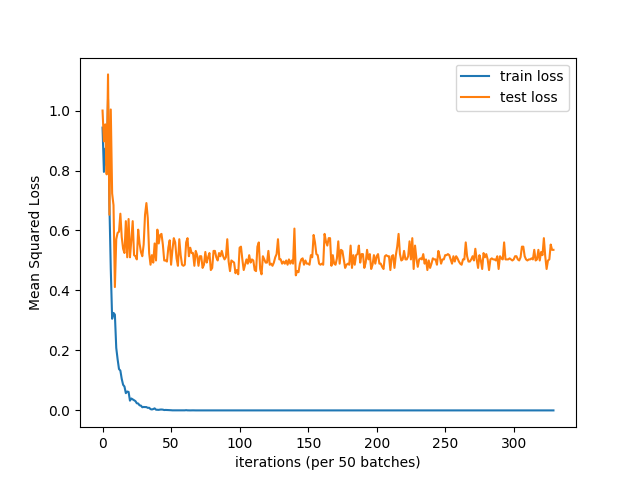 train loss
test loss
1.0
0.8
0.6
0.4
0.2
0.0
Mean Squared Loss
0 50 100 150 200 250 300
iterations (per 50 batches)